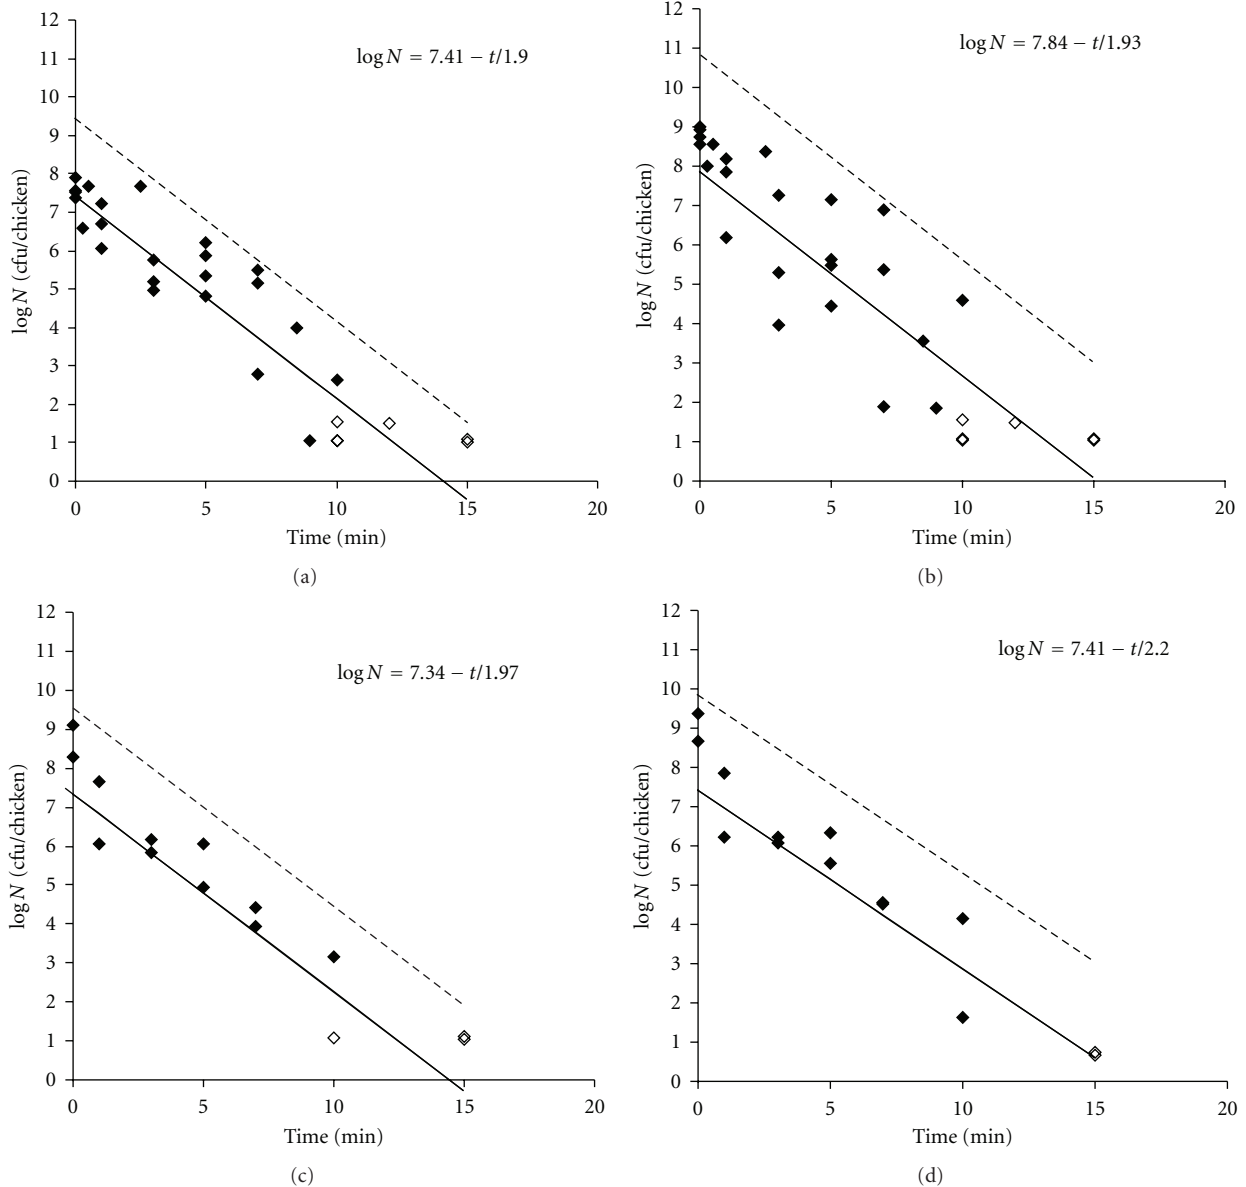 12
11
10
9
8
7
6
5
4
3
2
1
0
log N (cfu/chicken)
log N = 7.41 − t/1.9
0 5 10 15 20
Time (min)
(a)
12
11
10
9
8
7
6
5
4
3
2
1
0
log N (cfu/chicken)
log N = 7.84 − t/1.93
0 5 10 15 20
Time (min)
(b)
12
11
10
9
8
7
6
5
4
3
2
1
0
log N (cfu/chicken)
log N = 7.34 − t/1.97
0 5 10 15 20
Time (min)
(c)
12
11
10
9
8
7
6
5
4
3
2
1
0
log N (cfu/chicken)
log N = 7.41 − t/2.2
0 5 10 15 20
Time (min)
(d)